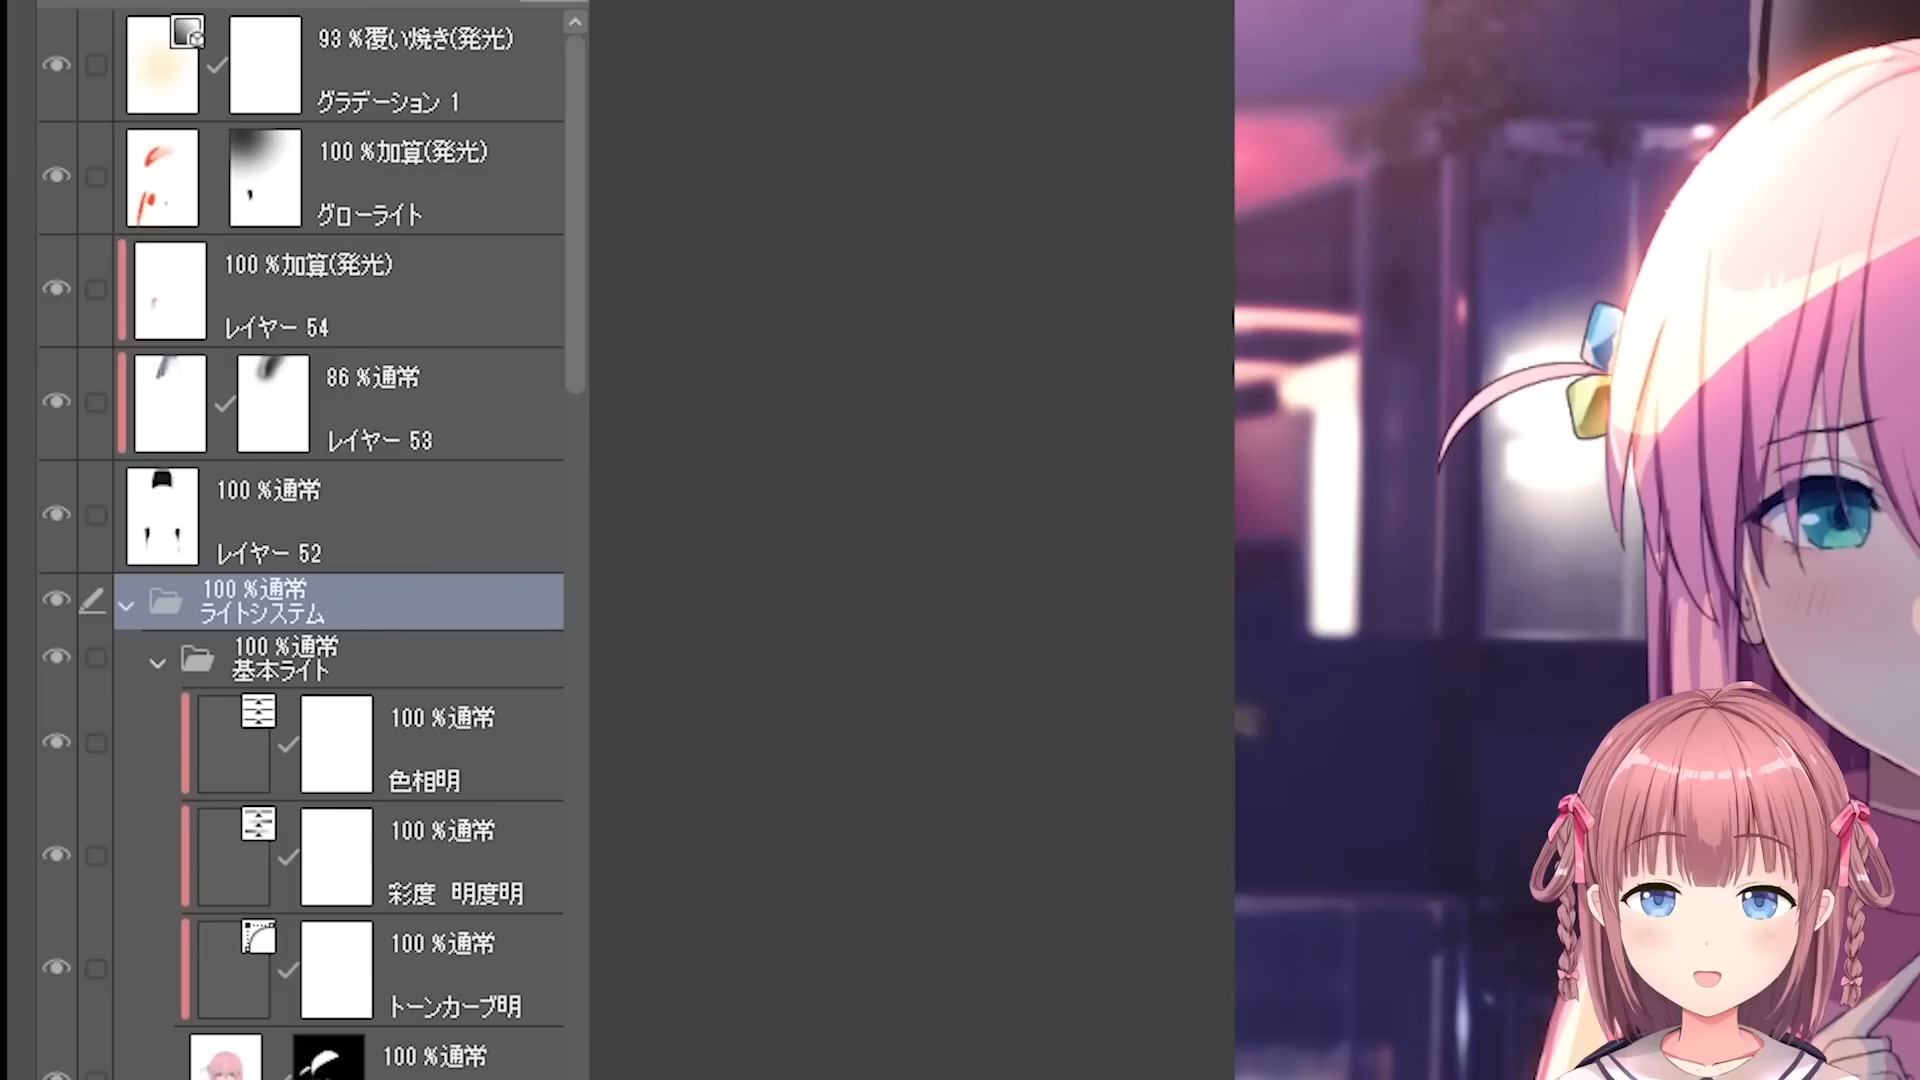 93 %覆い焼き(発光)
グラデーション 1
100 %加算(発光)
グローライト
100 %加算(発光)
レイヤー 54
86 %通常
レイヤー 53
100 %通常
レイヤー 52
100 %通常
ライトシステム
100 %通常
基本ライト
100 %通常
色相明
100 %通常
彩度　明度明
100 %通常
トーンカーブ明
100 %通常